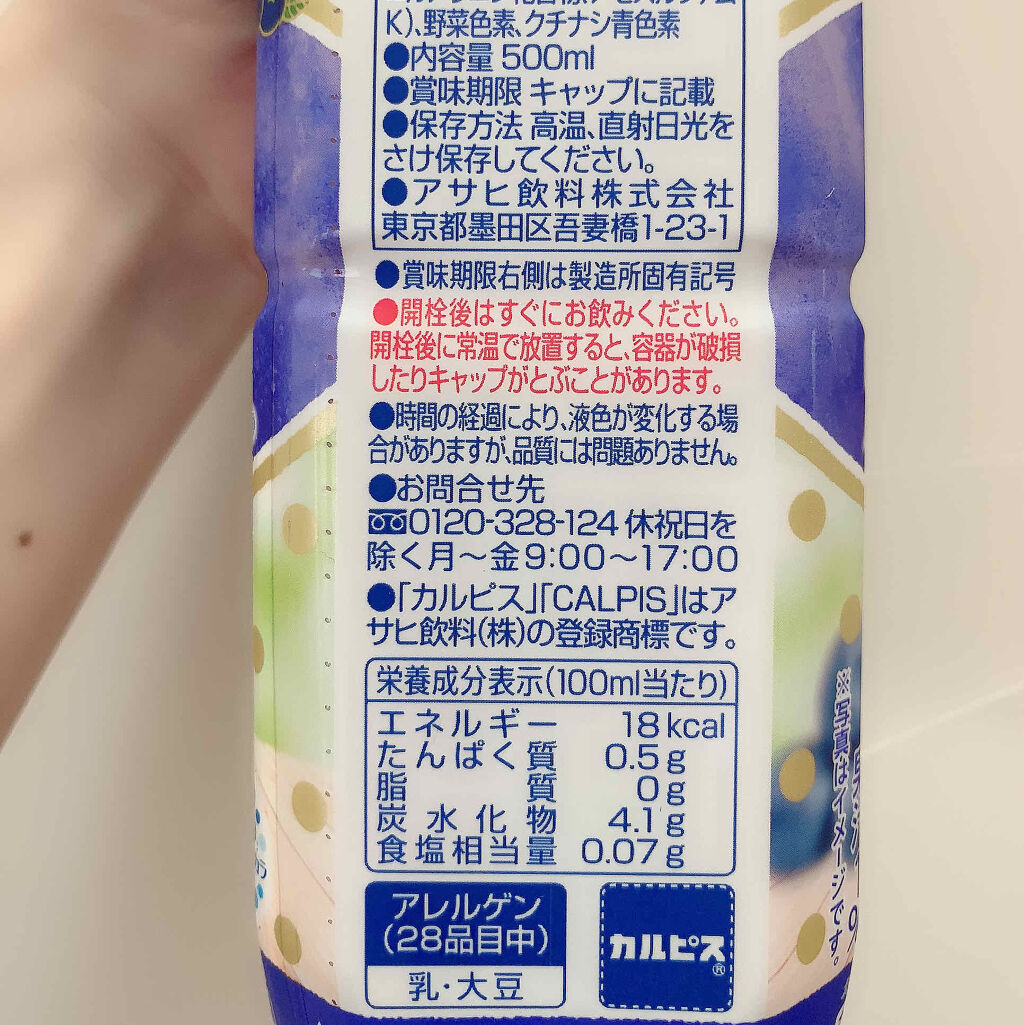 K)、野菜色素、クチナシ青色素
●内容量 500ml
●賞味期限 キャップに記載
●保存方法 高温、直射日光を
さけ保存してください。
●アサヒ飲料株式会社
東京都墨田区吾妻橋1-23-1
●賞味期限右側は製造所固有記号
●開栓後はすぐにお飲みください。
開栓後に常温で放置すると、容器が破損
したりキャップがとぶことがあります。
●時間の経過により、液色が変化する場
合がありますが、品質には問題ありません。
●お問合せ先
0120-328-124 休祝日を
除く月〜金9:00〜17:00
●「カルピス」「CALPIS」はア
サヒ飲料(株)の登録商標です。
栄養成分表示(100ml当たり)
エネルギー 18kcal
たんぱく質 0.5g
脂質 0g
炭水化物 4.1g
食塩相当量 0.07g
アレルゲン
(28品目中)
乳・大豆
カルピス®
※写真はイメージです。